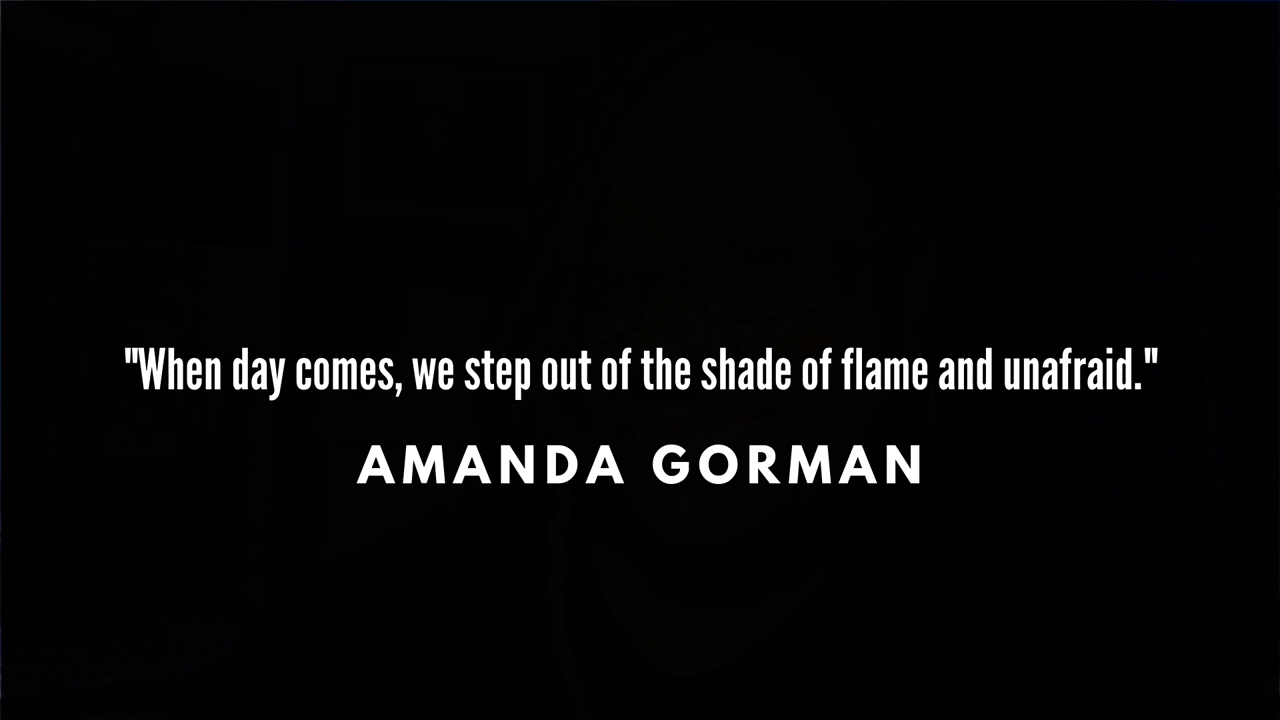 "When day comes, we step out of the shade of flame and unafraid."
AMANDA GORMAN